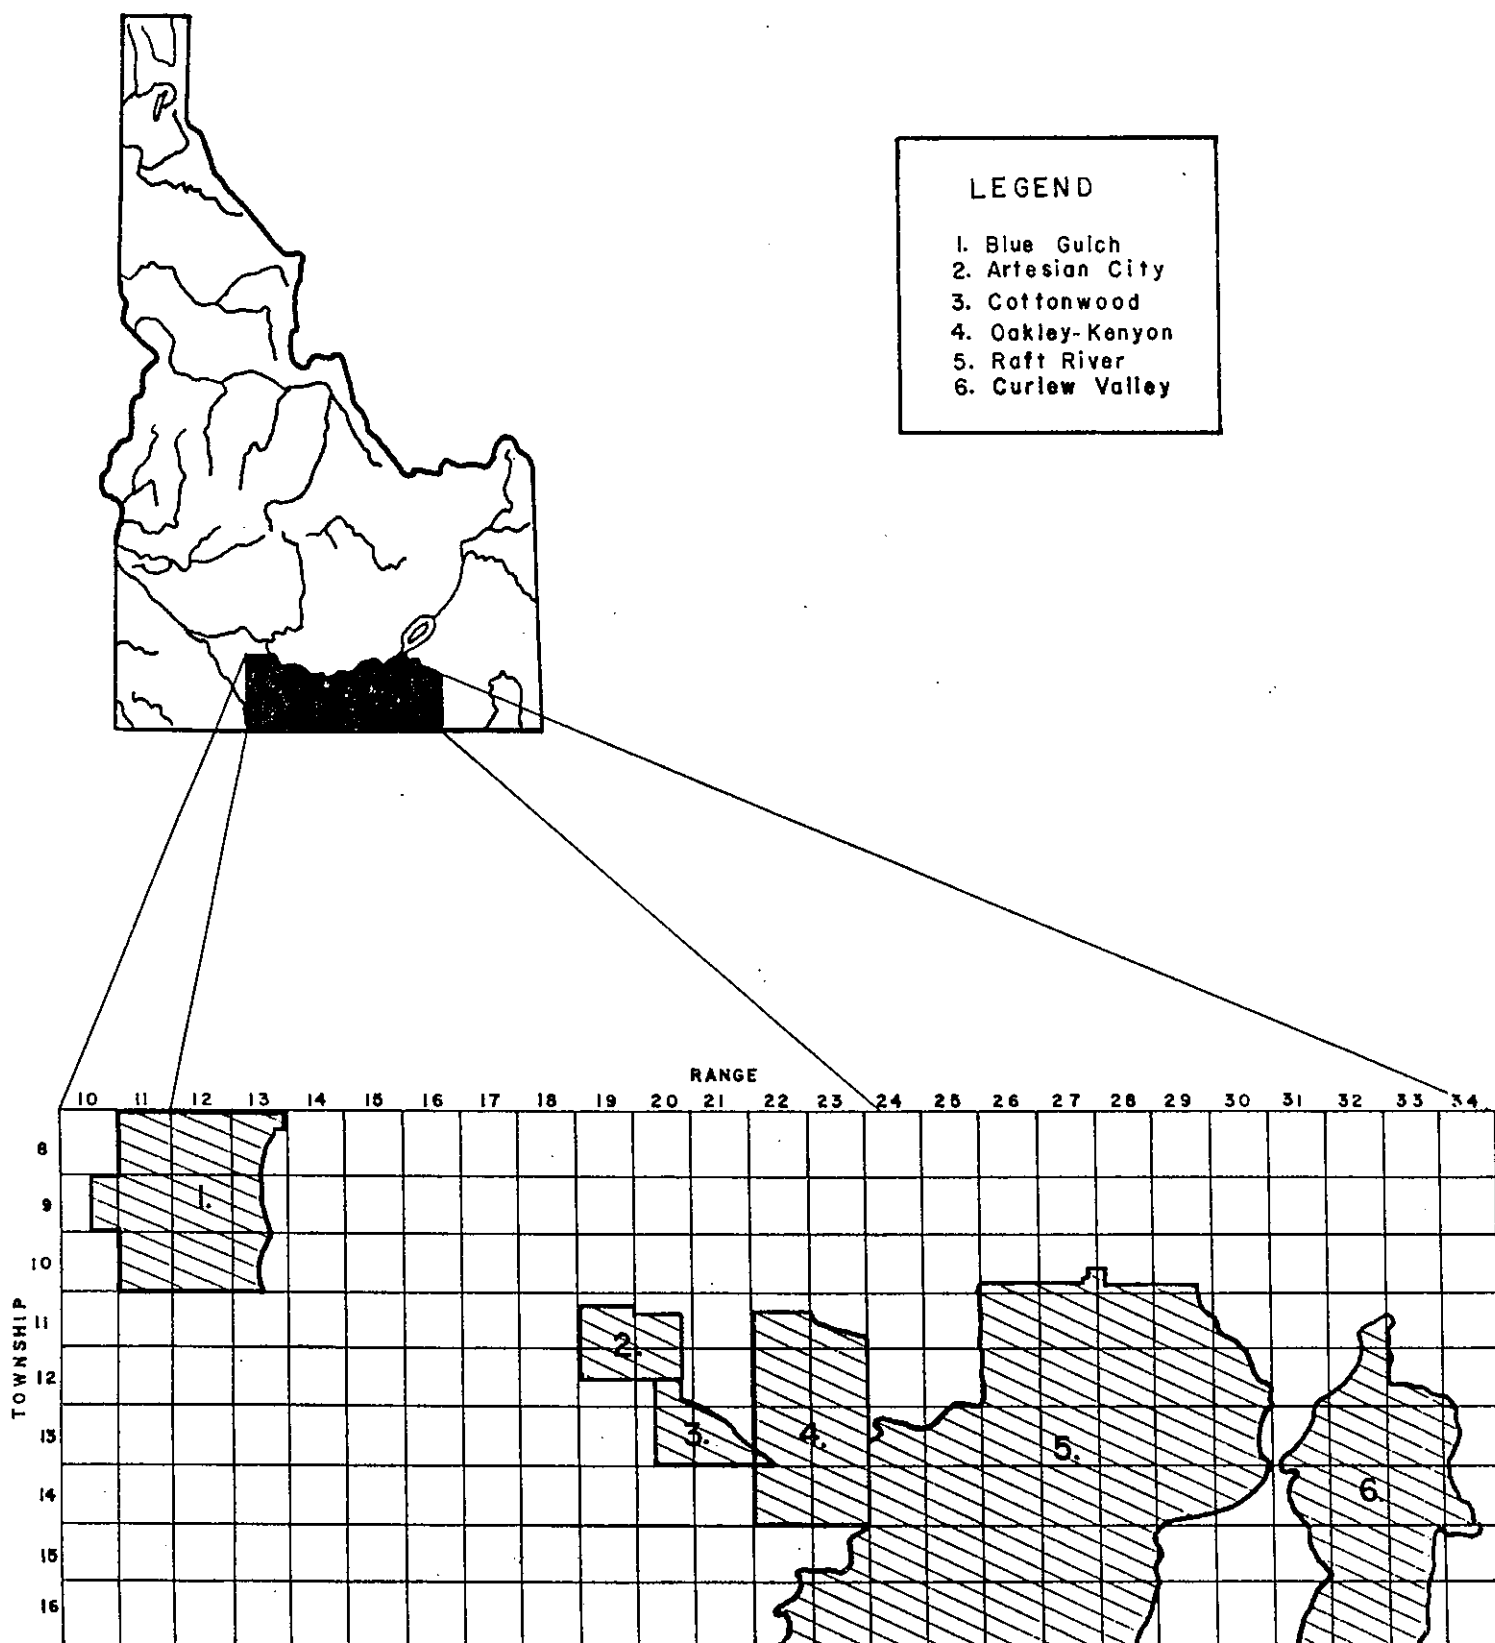 LEGEND
1. Blue Gulch
2. Artesian City
3. Cottonwood
4. Oakley-Kenyon
5. Raft River
6. Curlew Valley
RANGE
10 11 12 13 14 15 16 17 18 19 20 21 22 23 24 25 26 27 28 29 30 31 32 33 34
TOWNSHIP
8
9
10
11
12
13
14
15
16
1.
2.
3.
4.
5.
6.